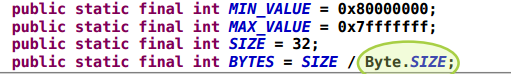 public static final int MIN_VALUE = 0x80000000;
public static final int MAX_VALUE = 0x7fffffff;
public static final int SIZE = 32;
public static final int BYTES = SIZE / Byte.SIZE;